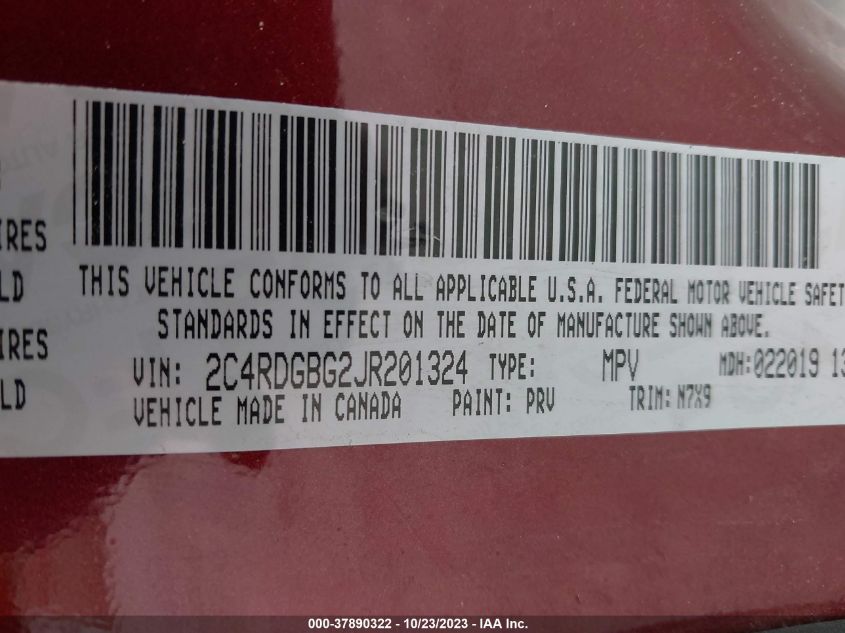 IRES
LD
IRES
LD
THIS VEHICLE CONFORMS TO ALL APPLICABLE U.S.A. FEDERAL MOTOR VEHICLE SAFET
STANDARDS IN EFFECT ON THE DATE OF MANUFACTURE SHOWN ABOVE.
VIN: 2C4RDGBG2JR201324 TYPE: MPV MDH:022019 13
VEHICLE MADE IN CANADA PAINT: PRV TRIM: N7X9
000-37890322 - 10/23/2023 - IAA Inc.